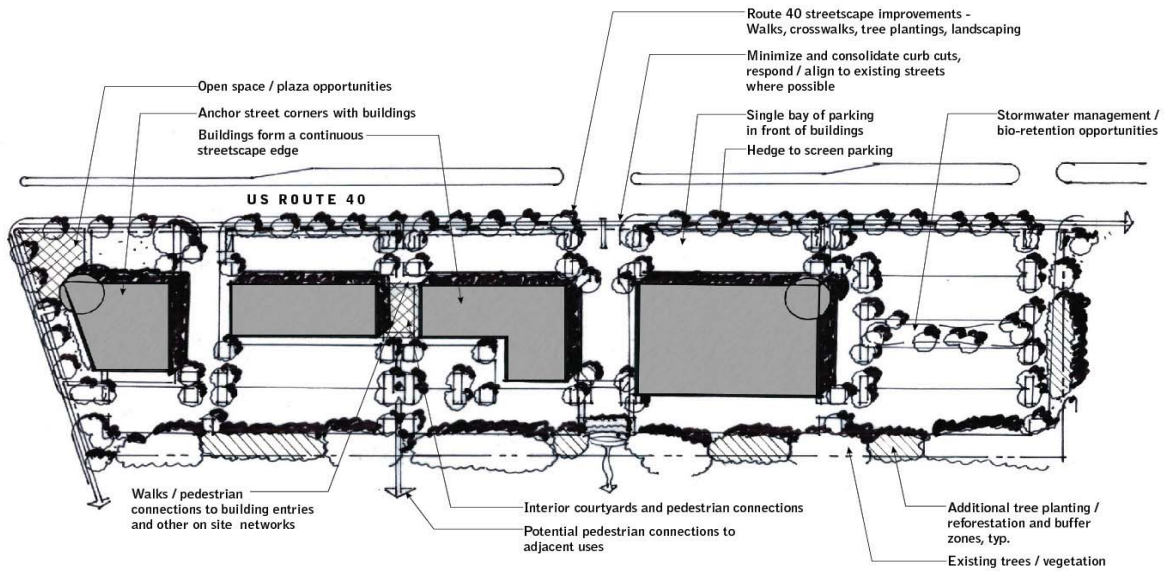 Route 40 streetscape improvements -
Walks, crosswalks, tree plantings, landscaping
Minimize and consolidate curb cuts,
respond / align to existing streets
where possible
Open space / plaza opportunities
Anchor street corners with buildings
Buildings form a continuous
streetscape edge
Single bay of parking
in front of buildings
Hedge to screen parking
Stormwater management /
bio-retention opportunities
US ROUTE 40
Walks / pedestrian
connections to building entries
and other on site networks
Interior courtyards and pedestrian connections
Potential pedestrian connections to
adjacent uses
Additional tree planting /
reforestation and buffer
zones, typ.
Existing trees / vegetation